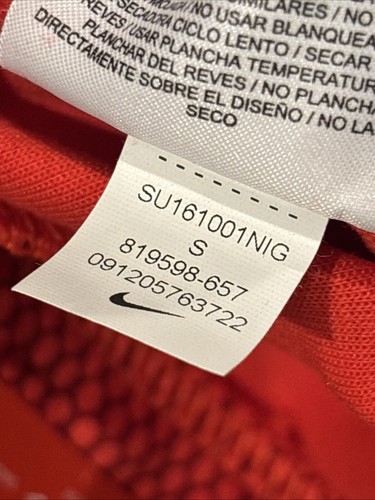 MILARES / NO
/ NO USAR BLANQUEA
SECADORA CICLO LENTO / SECAR
REVES / USAR PLANCHA TEMPERATUR
PLANCHAR DEL REVES / NO PLANCHA
DIRECTAMENTE SOBRE EL DISEÑO / NO LA
SECO
SU161001NIG
S
819598-657
091205763722